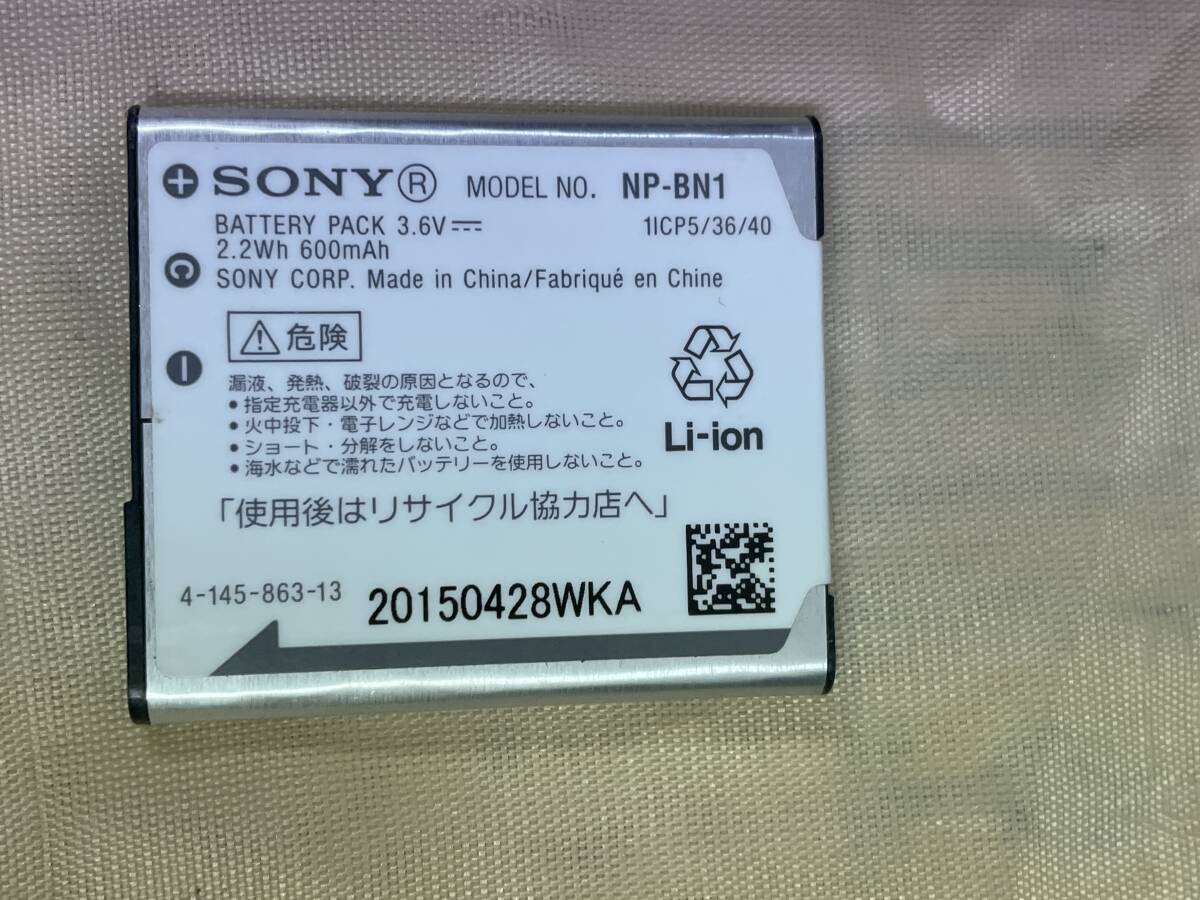 SONY® MODEL NO. NP-BN1
BATTERY PACK 3.6V⎓ 1ICP5/36/40
2.2Wh 600mAh
SONY CORP. Made in China/Fabriqué en Chine
危険
漏液、発熱、破裂の原因となるので、
•指定充電器以外で充電しないこと。
•火中投下・電子レンジなどで加熱しないこと。
•ショート・分解をしないこと。
•海水などで濡れたバッテリーを使用しないこと。
Li-ion
「使用後はリサイクル協力店へ」
4-145-863-13 20150428WKA